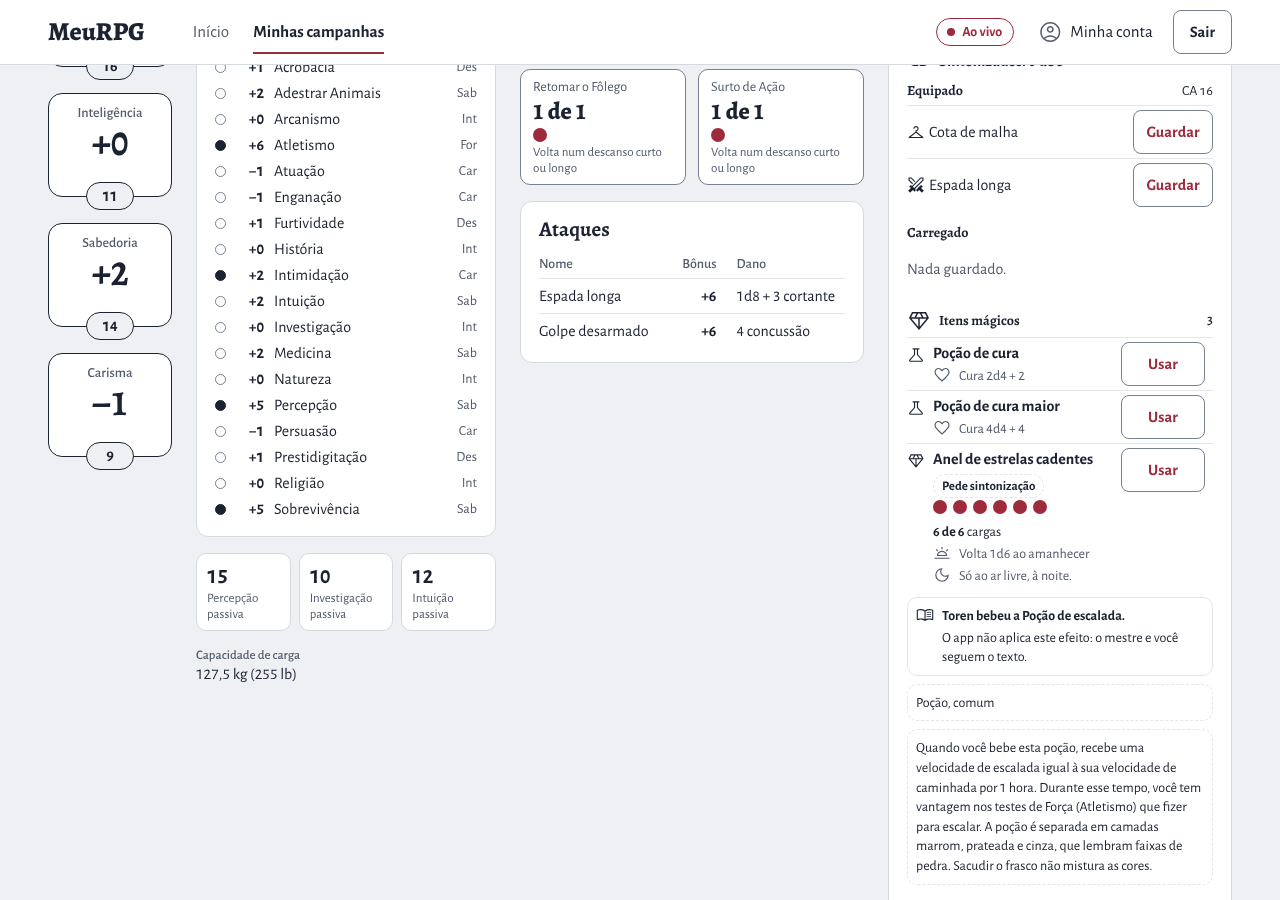 MeuRPG
Início
Minhas campanhas
Ao vivo
Minha conta
Sair
16
Inteligência
+0
11
Sabedoria
+2
14
Carisma
−1
9
+1 Acrobacia Des
+2 Adestrar Animais Sab
+0 Arcanismo Int
+6 Atletismo For
−1 Atuação Car
−1 Enganação Car
+1 Furtividade Des
+0 História Int
+2 Intimidação Car
+2 Intuição Sab
+0 Investigação Int
+2 Medicina Sab
+0 Natureza Int
+5 Percepção Sab
−1 Persuasão Car
+1 Prestidigitação Des
+0 Religião Int
+5 Sobrevivência Sab
15
Percepção
passiva
10
Investigação
passiva
12
Intuição
passiva
Capacidade de carga
127,5 kg (255 lb)
Retomar o Fôlego
1 de 1
Volta num descanso curto
ou longo
Surto de Ação
1 de 1
Volta num descanso curto
ou longo
Ataques
Nome Bônus Dano
Espada longa +6 1d8 + 3 cortante
Golpe desarmado +6 4 concussão
Equipado CA 16
Cota de malha Guardar
Espada longa Guardar
Carregado
Nada guardado.
Itens mágicos 3
Poção de cura
Cura 2d4 + 2
Usar
Poção de cura maior
Cura 4d4 + 4
Usar
Anel de estrelas cadentes
Usar
Pede sintonização
6 de 6 cargas
Volta 1d6 ao amanhecer
Só ao ar livre, à noite.
Toren bebeu a Poção de escalada.
O app não aplica este efeito: o mestre e você
seguem o texto.
Poção, comum
Quando você bebe esta poção, recebe uma
velocidade de escalada igual à sua velocidade de
caminhada por 1 hora. Durante esse tempo, você tem
vantagem nos testes de Força (Atletismo) que fizer
para escalar. A poção é separada em camadas
marrom, prateada e cinza, que lembram faixas de
pedra. Sacudir o frasco não mistura as cores.